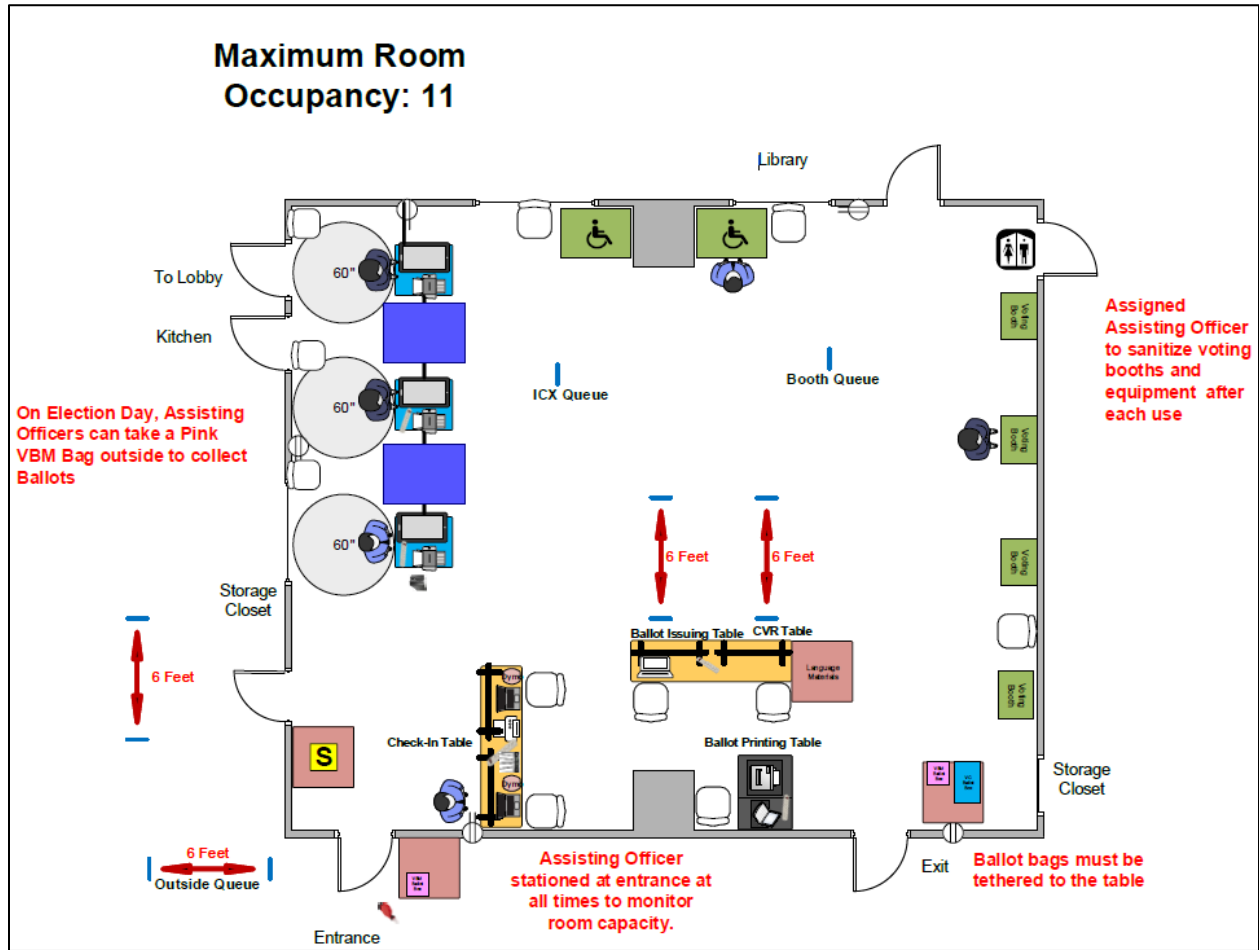 Maximum Room
Occupancy: 11
Library
To Lobby
60"
Kitchen
ICX Queue
Booth Queue
Voting
Booth
Assigned
Assisting Officer
to sanitize voting
booths and
equipment after
each use
On Election Day, Assisting
Officers can take a Pink
VBM Bag outside to collect
Ballots
60"
Voting
Booth
60"
6 Feet
6 Feet
Voting
Booth
Storage
Closet
6 Feet
Ballot Issuing Table
CVR Table
Language
Materials
Voting
Booth
Dymo
Check-In Table
S
Dymo
Ballot Printing Table
Storage
Closet
6 Feet
Outside Queue
Assisting Officer
stationed at entrance at
all times to monitor
room capacity.
Exit
Ballot bags must be
tethered to the table
Entrance